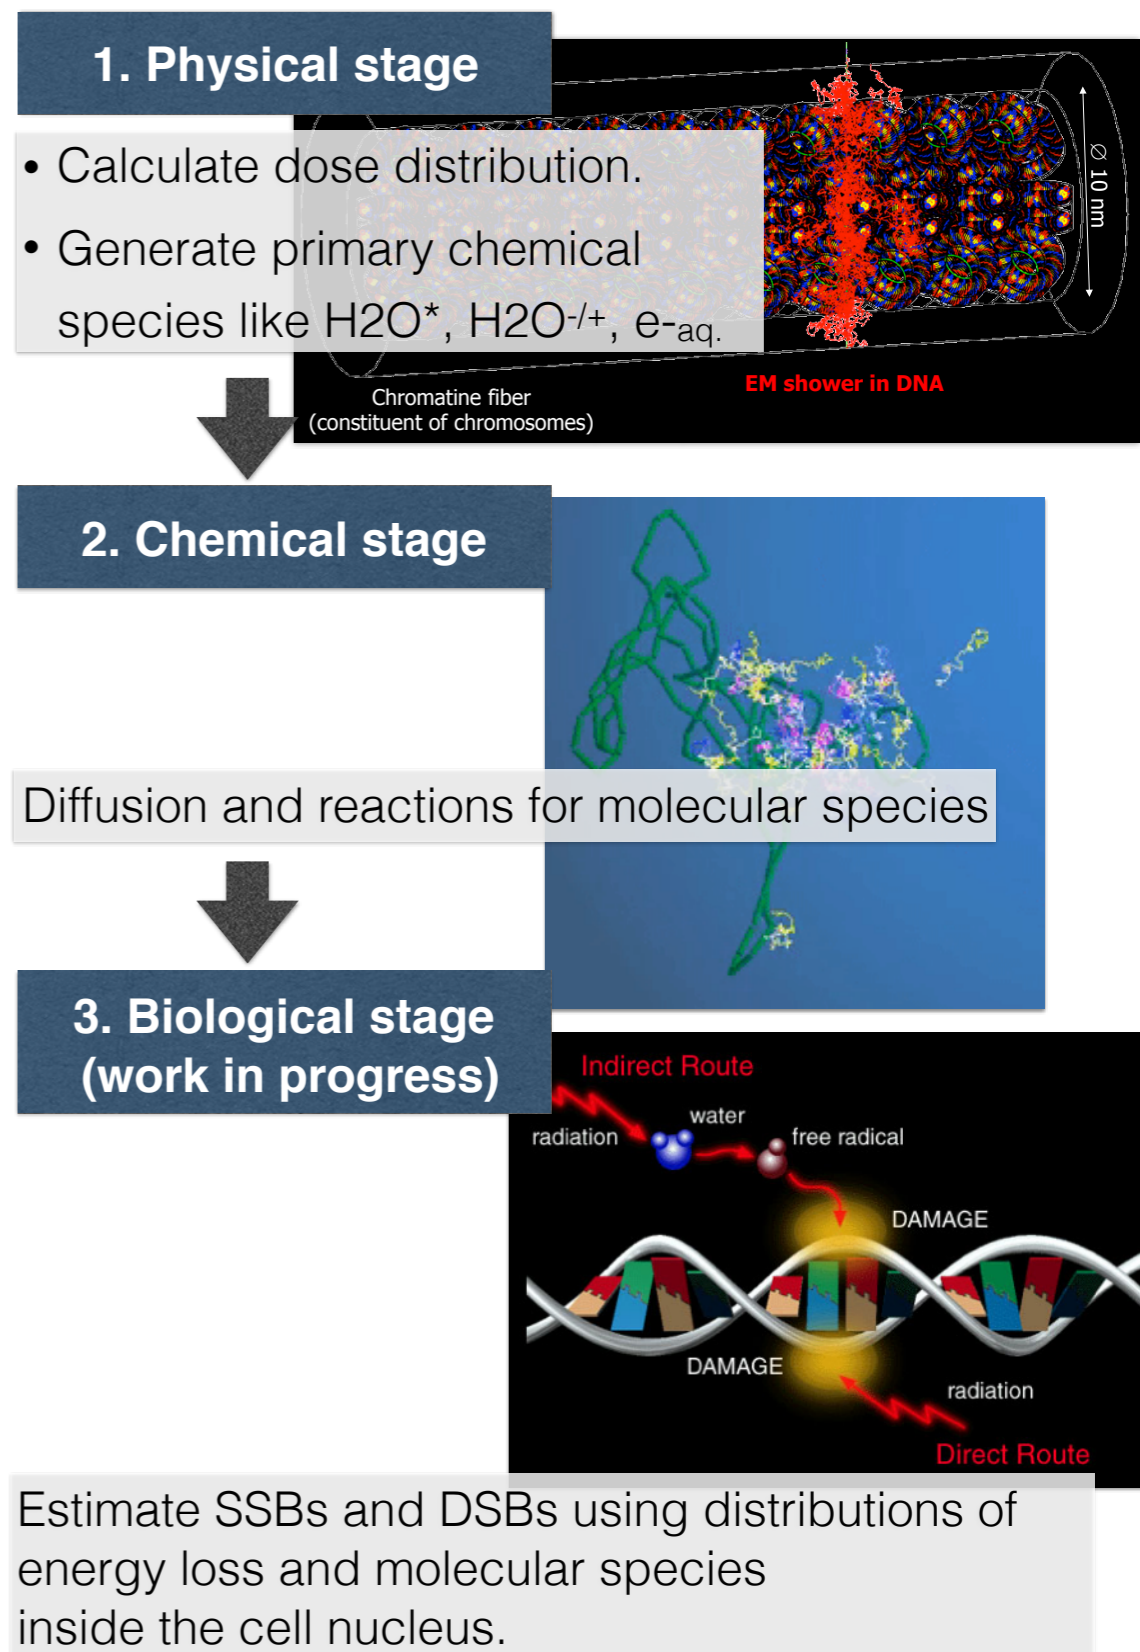 1. Physical stage
• Calculate dose distribution.
• Generate primary chemical
species like H2O*, H2O-/+, e-aq.
Ø 10 nm
EM shower in DNA
Chromatine fiber
(constituent of chromosomes)
2. Chemical stage
Diffusion and reactions for molecular species
3. Biological stage
(work in progress)
Indirect Route
water
radiation
free radical
DAMAGE
DAMAGE
radiation
Direct Route
Estimate SSBs and DSBs using distributions of
energy loss and molecular species
inside the cell nucleus.